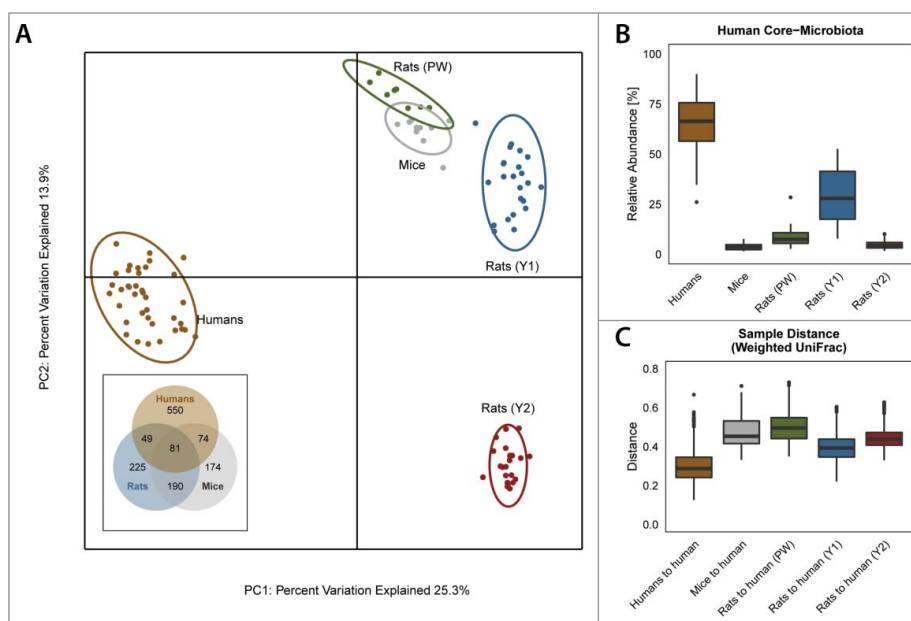 A
Rats (PW)
Mice
Rats (Y1)
Humans
Rats (Y2)
PC2: Percent Variation Explained 13.9%
PC1: Percent Variation Explained 25.3%
Humans
550
49
74
81
225
174
Rats
190
Mice
B
Human Core−Microbiota
Relative Abundance [%]
100
75
50
25
0
Humans
Mice
Rats (PW)
Rats (Y1)
Rats (Y2)
C
Sample Distance
(Weighted UniFrac)
Distance
0.8
0.6
0.4
0.2
0.0
Humans to human
Mice to human
Rats to human (PW)
Rats to human (Y1)
Rats to human (Y2)